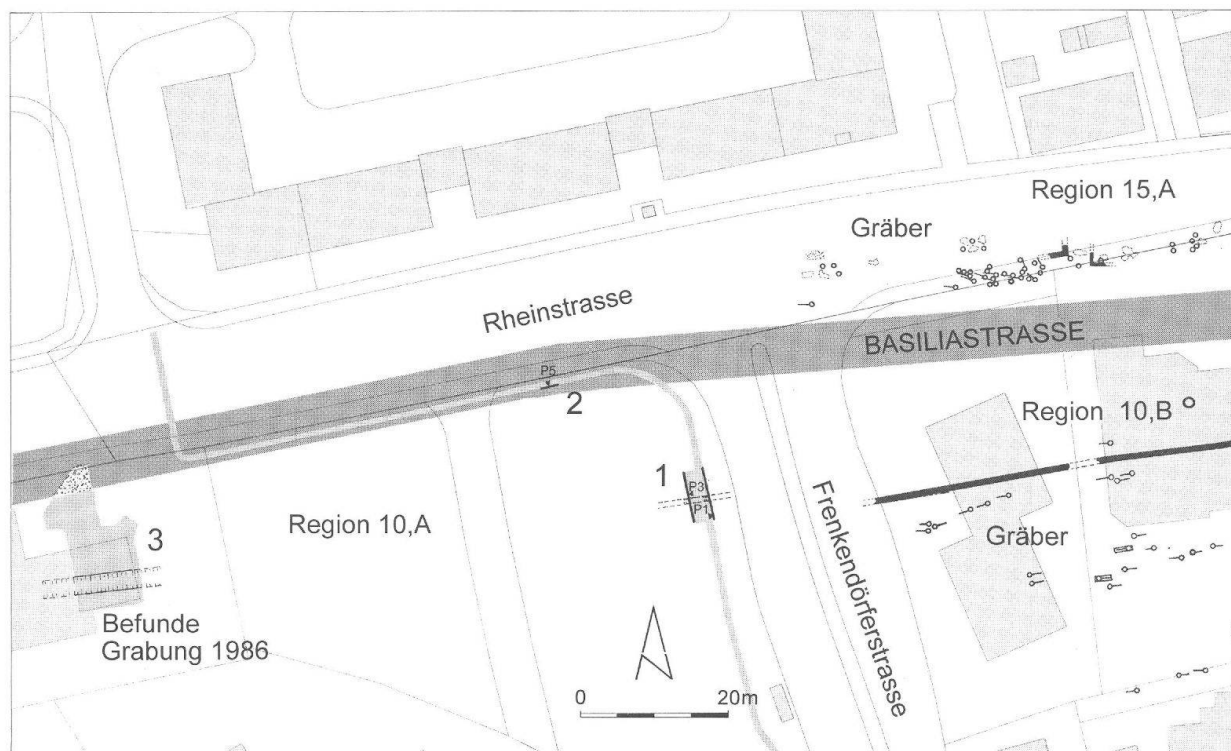 Region 15,A
Gräber
Rheinstrasse
BASILIASTRASSE
P5
2
Region 10,B
1
P3
P1
Region 10,A
3
Gräber
Frenkendörferstrasse
Befunde
Grabung 1986
N
0 20m